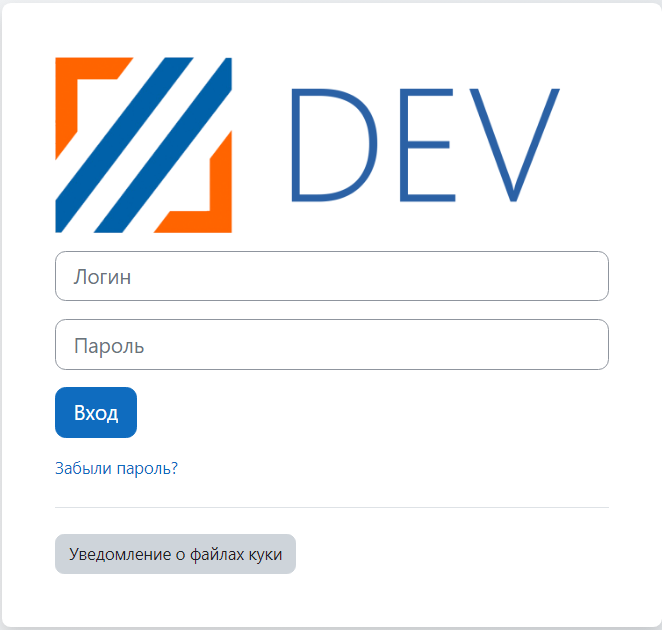 DEV
Логин
Пароль
Вход
Забыли пароль?
Уведомление о файлах куки